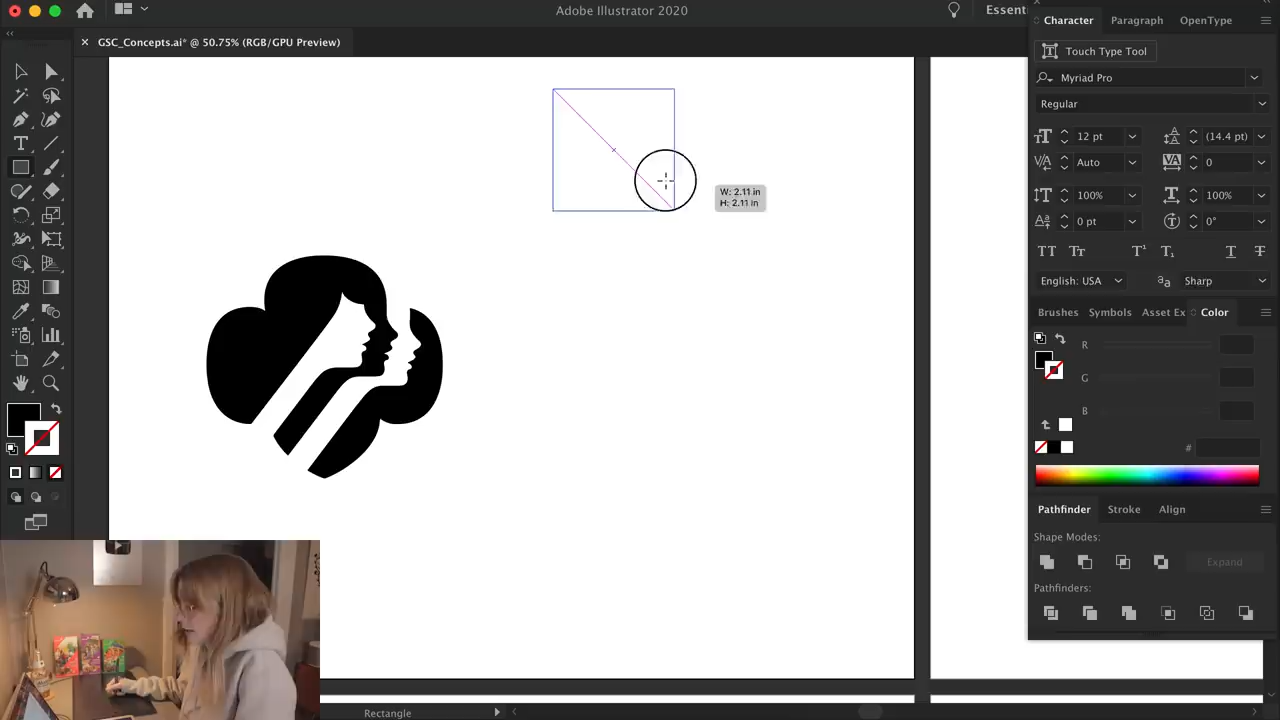 Adobe Illustrator 2020
Essenti
GSC_Concepts.ai* @ 50.75% (RGB/GPU Preview)
Character
Paragraph
OpenType
Touch Type Tool
Myriad Pro
Regular
12 pt
(14.4 pt)
Auto
0
100%
100%
0 pt
0°
English: USA
Sharp
W: 2.11 in
H: 2.11 in
Brushes
Symbols
Asset Ex
Color
R
G
B
#
Pathfinder
Stroke
Align
Shape Modes:
Expand
Pathfinders:
Rectangle